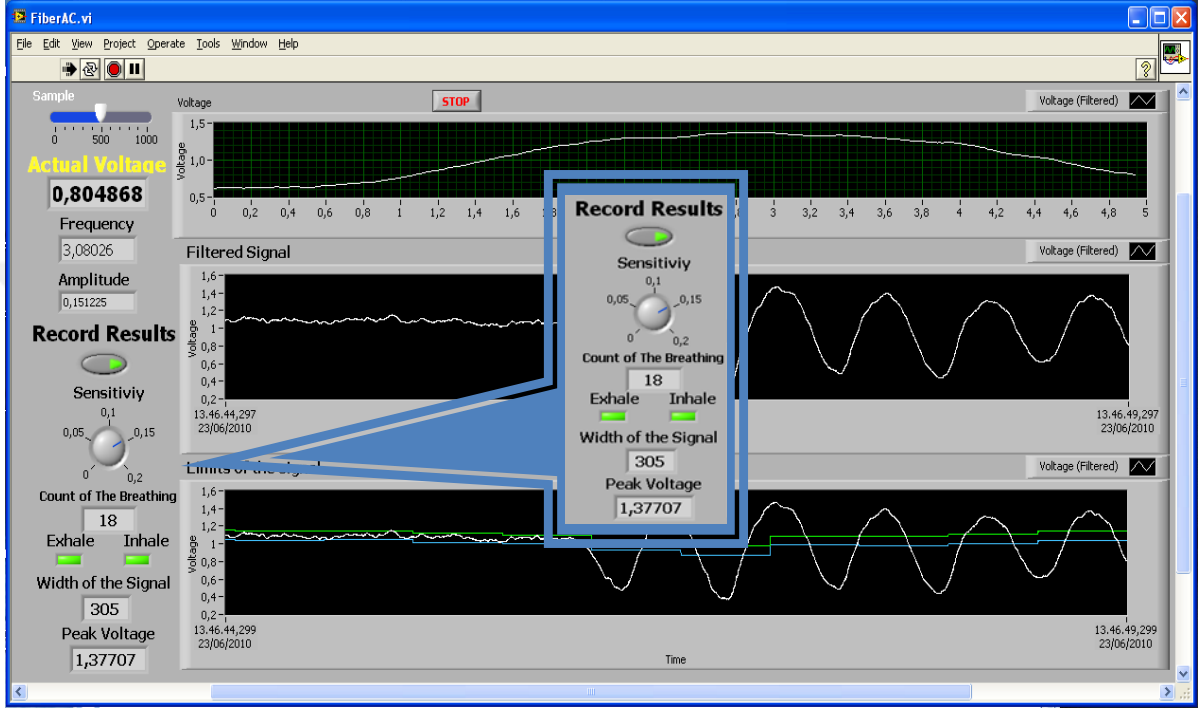 FiberAC.vi
File Edit View Project Operate Tools Window Help
Sample
0 500 1000
Actual Voltage
0,804868
Frequency
3,08026
Amplitude
0,151225
Record Results
Sensitiviy
0,1
0,05 0,15
0 0,2
Count of The Breathing
18
Exhale Inhale
Width of the Signal
305
Peak Voltage
1,37707
Voltage
STOP
Voltage (Filtered)
Voltage
1,5
1,0
0,5
0 0,2 0,4 0,6 0,8 1 1,2 1,4 1,6 3 3,2 3,4 3,6 3,8 4 4,2 4,4 4,6 4,8 5
Filtered Signal
Voltage (Filtered)
Voltage
1,6
1,4
1,2
1
0,8
0,6
0,4
0,2
13.46.44,297 13.46.49,297
23/06/2010 23/06/2010
Limits of the Signal
Voltage (Filtered)
Voltage
1,6
1,4
1,2
1
0,8
0,6
0,4
0,2
13.46.44,299 13.46.49,299
23/06/2010 23/06/2010
Time
Record Results
Sensitiviy
0,1
0,05 0,15
0 0,2
Count of The Breathing
18
Exhale Inhale
Width of the Signal
305
Peak Voltage
1,37707